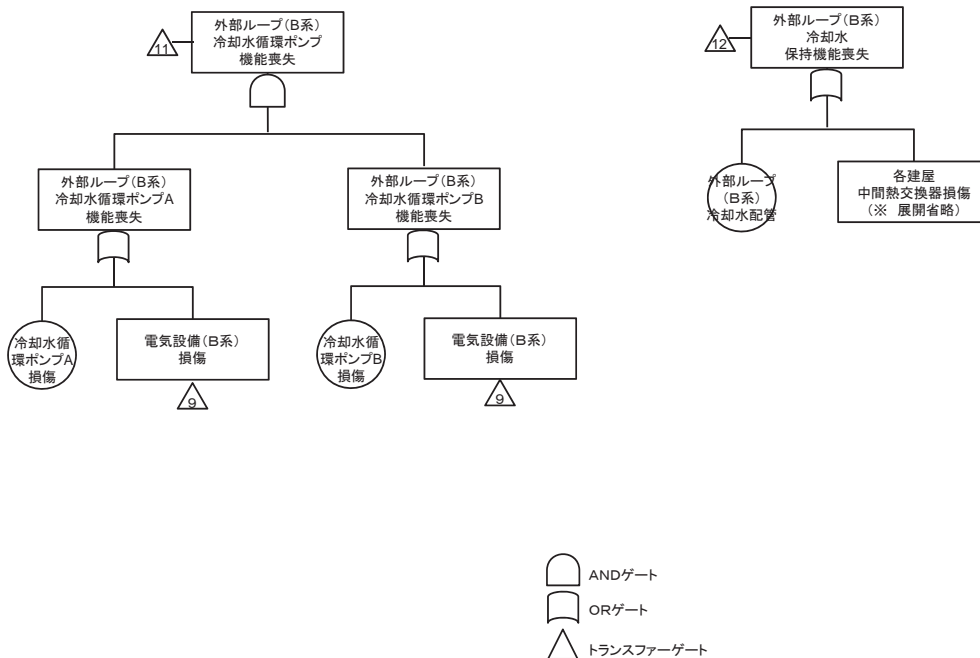 外部ループ(B系)
冷却水循環ポンプ
機能喪失
11
外部ループ(B系)
冷却水循環ポンプA
機能喪失
外部ループ(B系)
冷却水循環ポンプB
機能喪失
冷却水循
環ポンプA
損傷
電気設備(B系)
損傷
9
冷却水循
環ポンプB
損傷
電気設備(B系)
損傷
9
外部ループ(B系)
冷却水
保持機能喪失
12
外部ループ
(B系)
冷却水配管
各建屋
中間熱交換器損傷
(※ 展開省略)
ANDゲート
ORゲート
トランスファーゲート